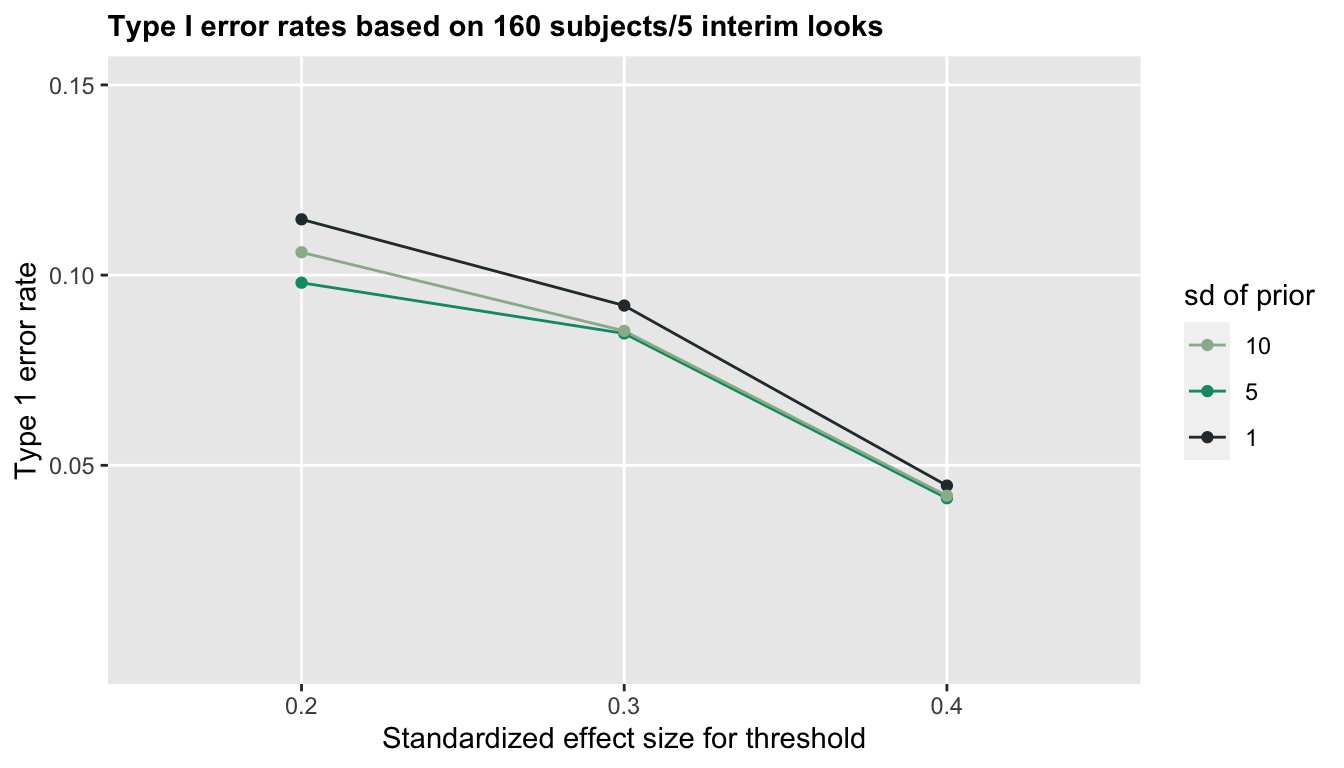 Type I error rates based on 160 subjects/5 interim looks
0.15
0.10
0.05
Type 1 error rate
0.2
0.3
0.4
Standardized effect size for threshold
sd of prior
10
5
1